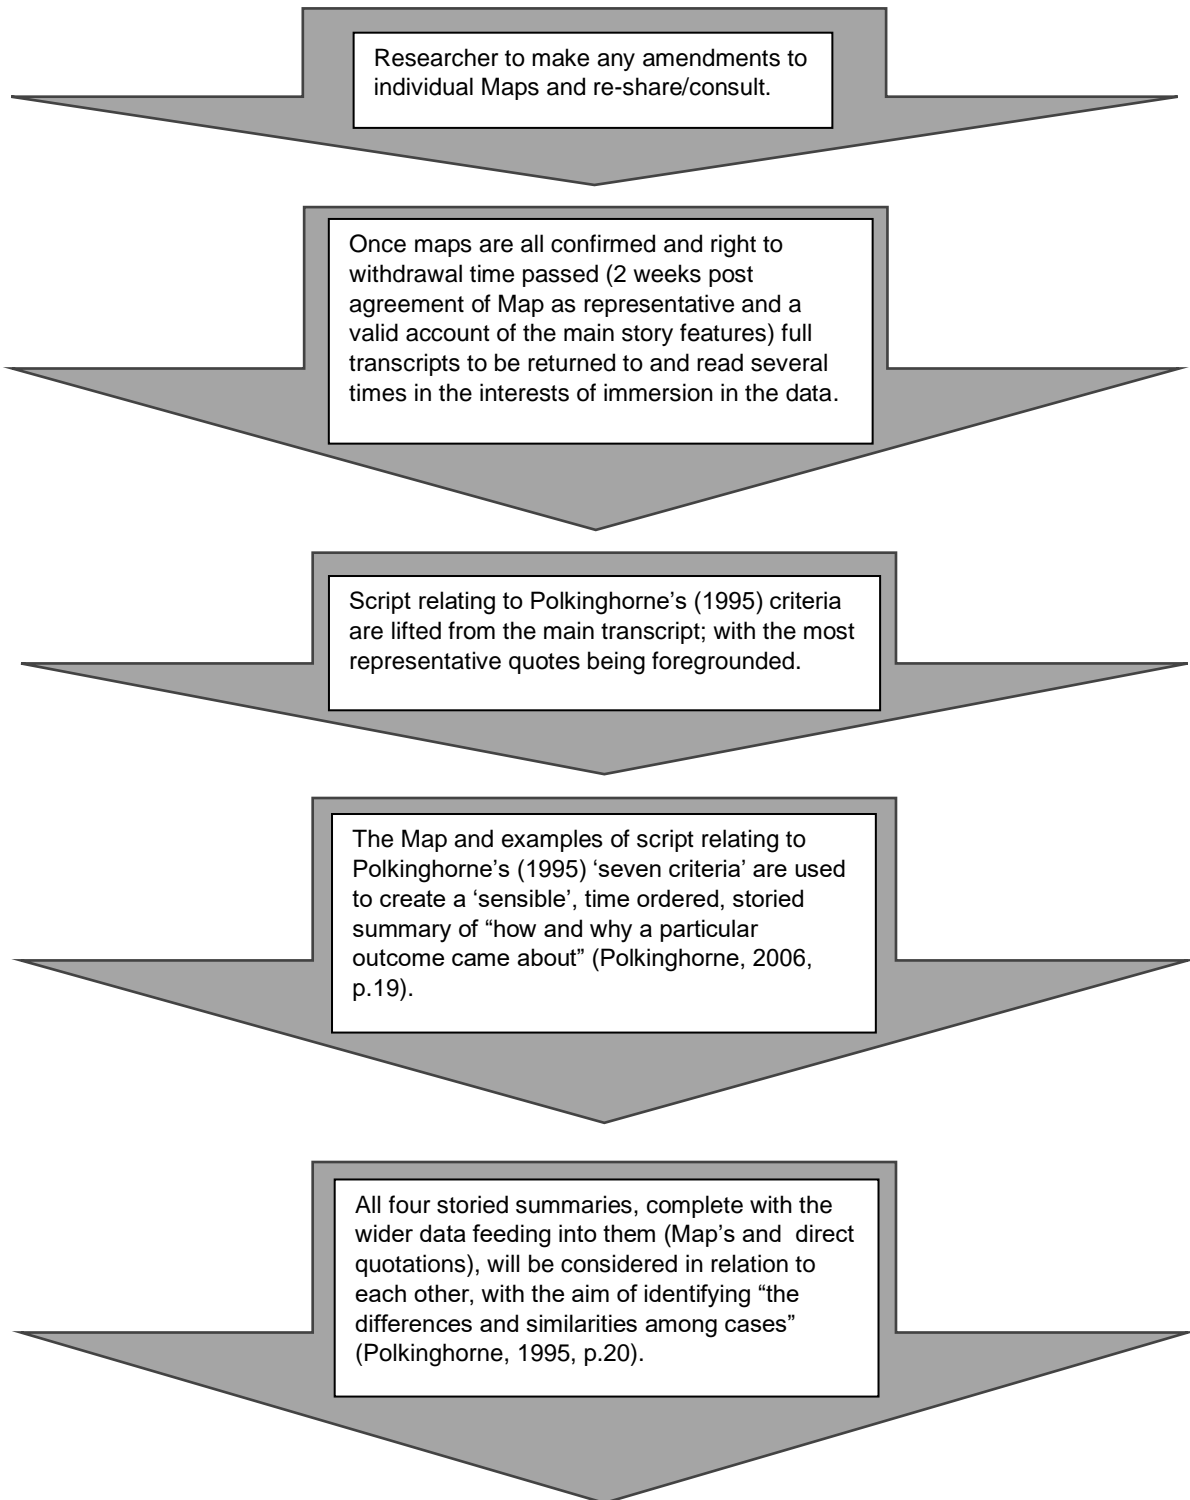 Researcher to make any amendments to
individual Maps and re-share/consult.
Once maps are all confirmed and right to
withdrawal time passed (2 weeks post
agreement of Map as representative and a
valid account of the main story features) full
transcripts to be returned to and read several
times in the interests of immersion in the data.
Script relating to Polkinghorne’s (1995) criteria
are lifted from the main transcript; with the most
representative quotes being foregrounded.
The Map and examples of script relating to
Polkinghorne’s (1995) ‘seven criteria’ are used
to create a ‘sensible’, time ordered, storied
summary of “how and why a particular
outcome came about” (Polkinghorne, 2006,
p.19).
All four storied summaries, complete with the
wider data feeding into them (Map’s and  direct
quotations), will be considered in relation to
each other, with the aim of identifying “the
differences and similarities among cases”
(Polkinghorne, 1995, p.20).